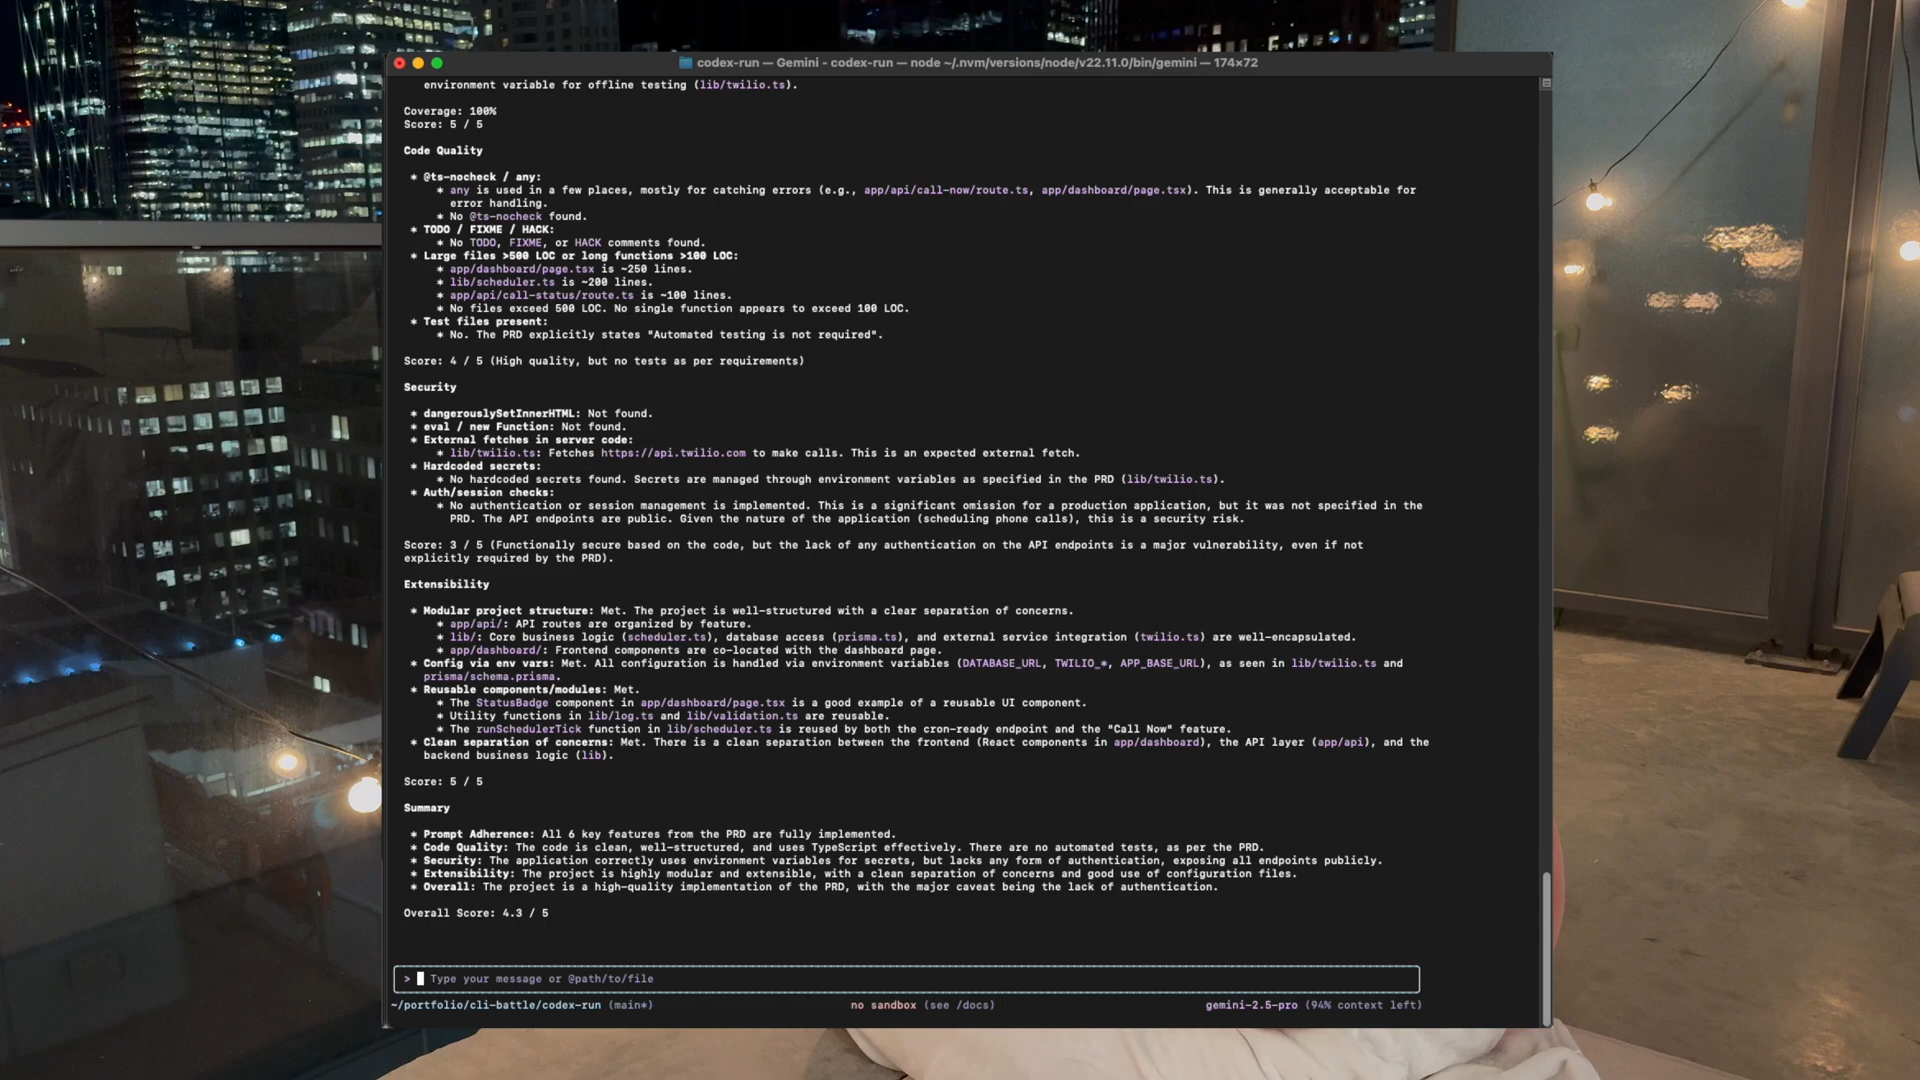 codex-run — Gemini - codex-run — node ~/.nvm/versions/node/v22.11.0/bin/gemini — 174×72
environment variable for offline testing (lib/twilio.ts).
Coverage: 100%
Score: 5 / 5
Code Quality
* @ts-nocheck / any:
* any is used in a few places, mostly for catching errors (e.g., app/api/call-now/route.ts, app/dashboard/page.tsx). This is generally acceptable for
error handling.
* No @ts-nocheck found.
* TODO / FIXME / HACK:
* No TODO, FIXME, or HACK comments found.
* Large files >500 LOC or long functions >100 LOC:
* app/dashboard/page.tsx is ~250 lines.
* lib/scheduler.ts is ~200 lines.
* app/api/call-status/route.ts is ~100 lines.
* No files exceed 500 LOC. No single function appears to exceed 100 LOC.
* Test files present:
* No. The PRD explicitly states "Automated testing is not required".
Score: 4 / 5 (High quality, but no tests as per requirements)
Security
* dangerouslySetInnerHTML: Not found.
* eval / new Function: Not found.
* External fetches in server code:
* lib/twilio.ts: Fetches https://api.twilio.com to make calls. This is an expected external fetch.
* Hardcoded secrets:
* No hardcoded secrets found. Secrets are managed through environment variables as specified in the PRD (lib/twilio.ts).
* Auth/session checks:
* No authentication or session management is implemented. This is a significant omission for a production application, but it was not specified in the
PRD. The API endpoints are public. Given the nature of the application (scheduling phone calls), this is a security risk.
Score: 3 / 5 (Functionally secure based on the code, but the lack of any authentication on the API endpoints is a major vulnerability, even if not
explicitly required by the PRD).
Extensibility
* Modular project structure: Met. The project is well-structured with a clear separation of concerns.
* app/api/: API routes are organized by feature.
* lib/: Core business logic (scheduler.ts), database access (prisma.ts), and external service integration (twilio.ts) are well-encapsulated.
* app/dashboard/: Frontend components are co-located with the dashboard page.
* Config via env vars: Met. All configuration is handled via environment variables (DATABASE_URL, TWILIO_*, APP_BASE_URL), as seen in lib/twilio.ts and
prisma/schema.prisma.
* Reusable components/modules: Met.
* The StatusBadge component in app/dashboard/page.tsx is a good example of a reusable UI component.
* Utility functions in lib/log.ts and lib/validation.ts are reusable.
* The runSchedulerTick function in lib/scheduler.ts is reused by both the cron-ready endpoint and the "Call Now" feature.
* Clean separation of concerns: Met. There is a clean separation between the frontend (React components in app/dashboard), the API layer (app/api), and the
backend business logic (lib).
Score: 5 / 5
Summary
* Prompt Adherence: All 6 key features from the PRD are fully implemented.
* Code Quality: The code is clean, well-structured, and uses TypeScript effectively. There are no automated tests, as per the PRD.
* Security: The application correctly uses environment variables for secrets, but lacks any form of authentication, exposing all endpoints publicly.
* Extensibility: The project is highly modular and extensible, with a clean separation of concerns and good use of configuration files.
* Overall: The project is a high-quality implementation of the PRD, with the major caveat being the lack of authentication.
Overall Score: 4.3 / 5
> Type your message or @path/to/file
~/portfolio/cli-battle/codex-run (main*) no sandbox (see /docs) gemini-2.5-pro (94% context left)